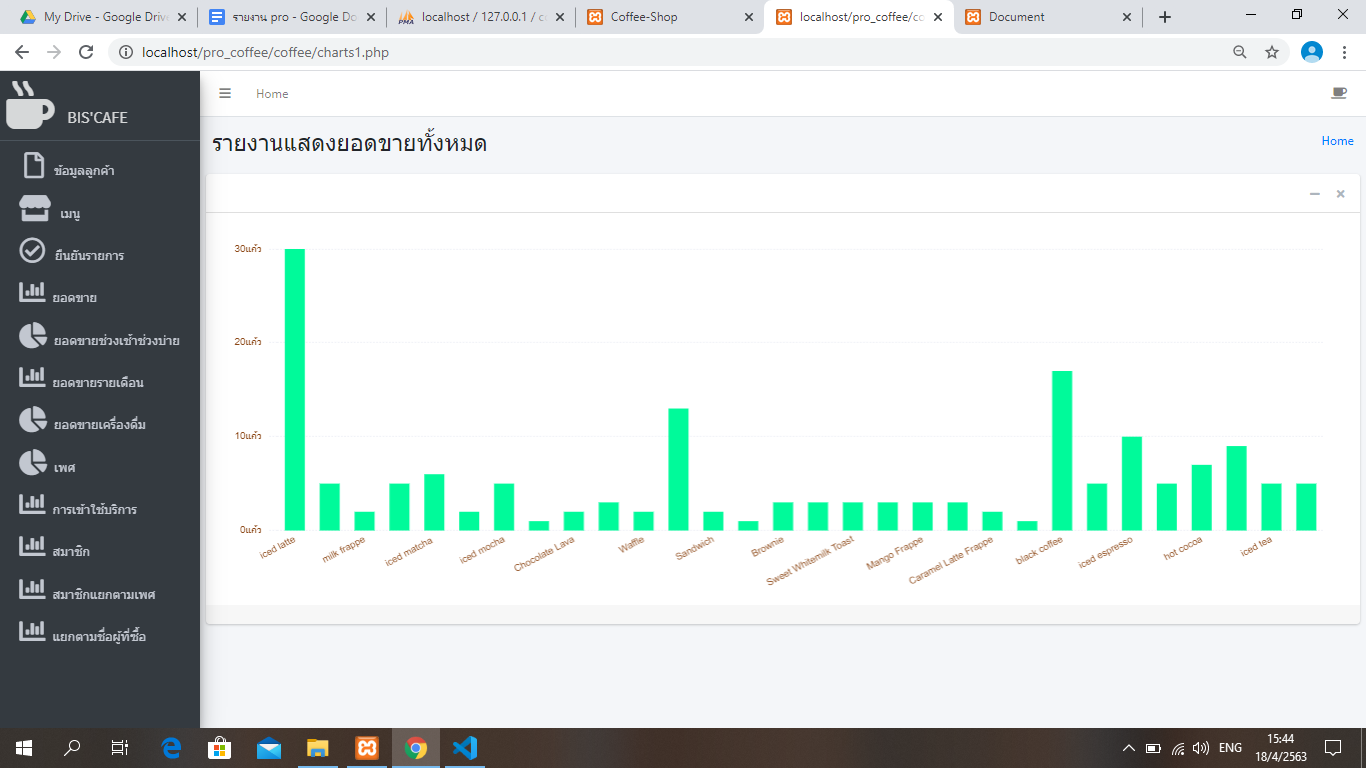 My Drive - Google Driv
รายงาน pro - Google Do
localhost / 127.0.0.1 / c
Coffee-Shop
localhost/pro_coffee/co
Document
localhost/pro_coffee/coffee/charts1.php
BIS'CAFE
Home
รายงานแสดงยอดขายทั้งหมด
Home
ข้อมูลลูกค้า
เมนู
ยืนยันรายการ
ยอดขาย
ยอดขายช่วงเช้าช่วงบ่าย
ยอดขายรายเดือน
ยอดขายเครื่องดื่ม
เพศ
การเข้าใช้บริการ
สมาชิก
สมาชิกแยกตามเพศ
แยกตามชื่อผู้ที่ซื้อ
30แก้ว
20แก้ว
10แก้ว
0แก้ว
iced latte
milk frappe
iced matcha
iced mocha
Chocolate Lava
Waffle
Sandwich
Brownie
Sweet Whitemilk Toast
Mango Frappe
Caramel Latte Frappe
black coffee
iced espresso
hot cocoa
iced tea
ENG
15:44
18/4/2563